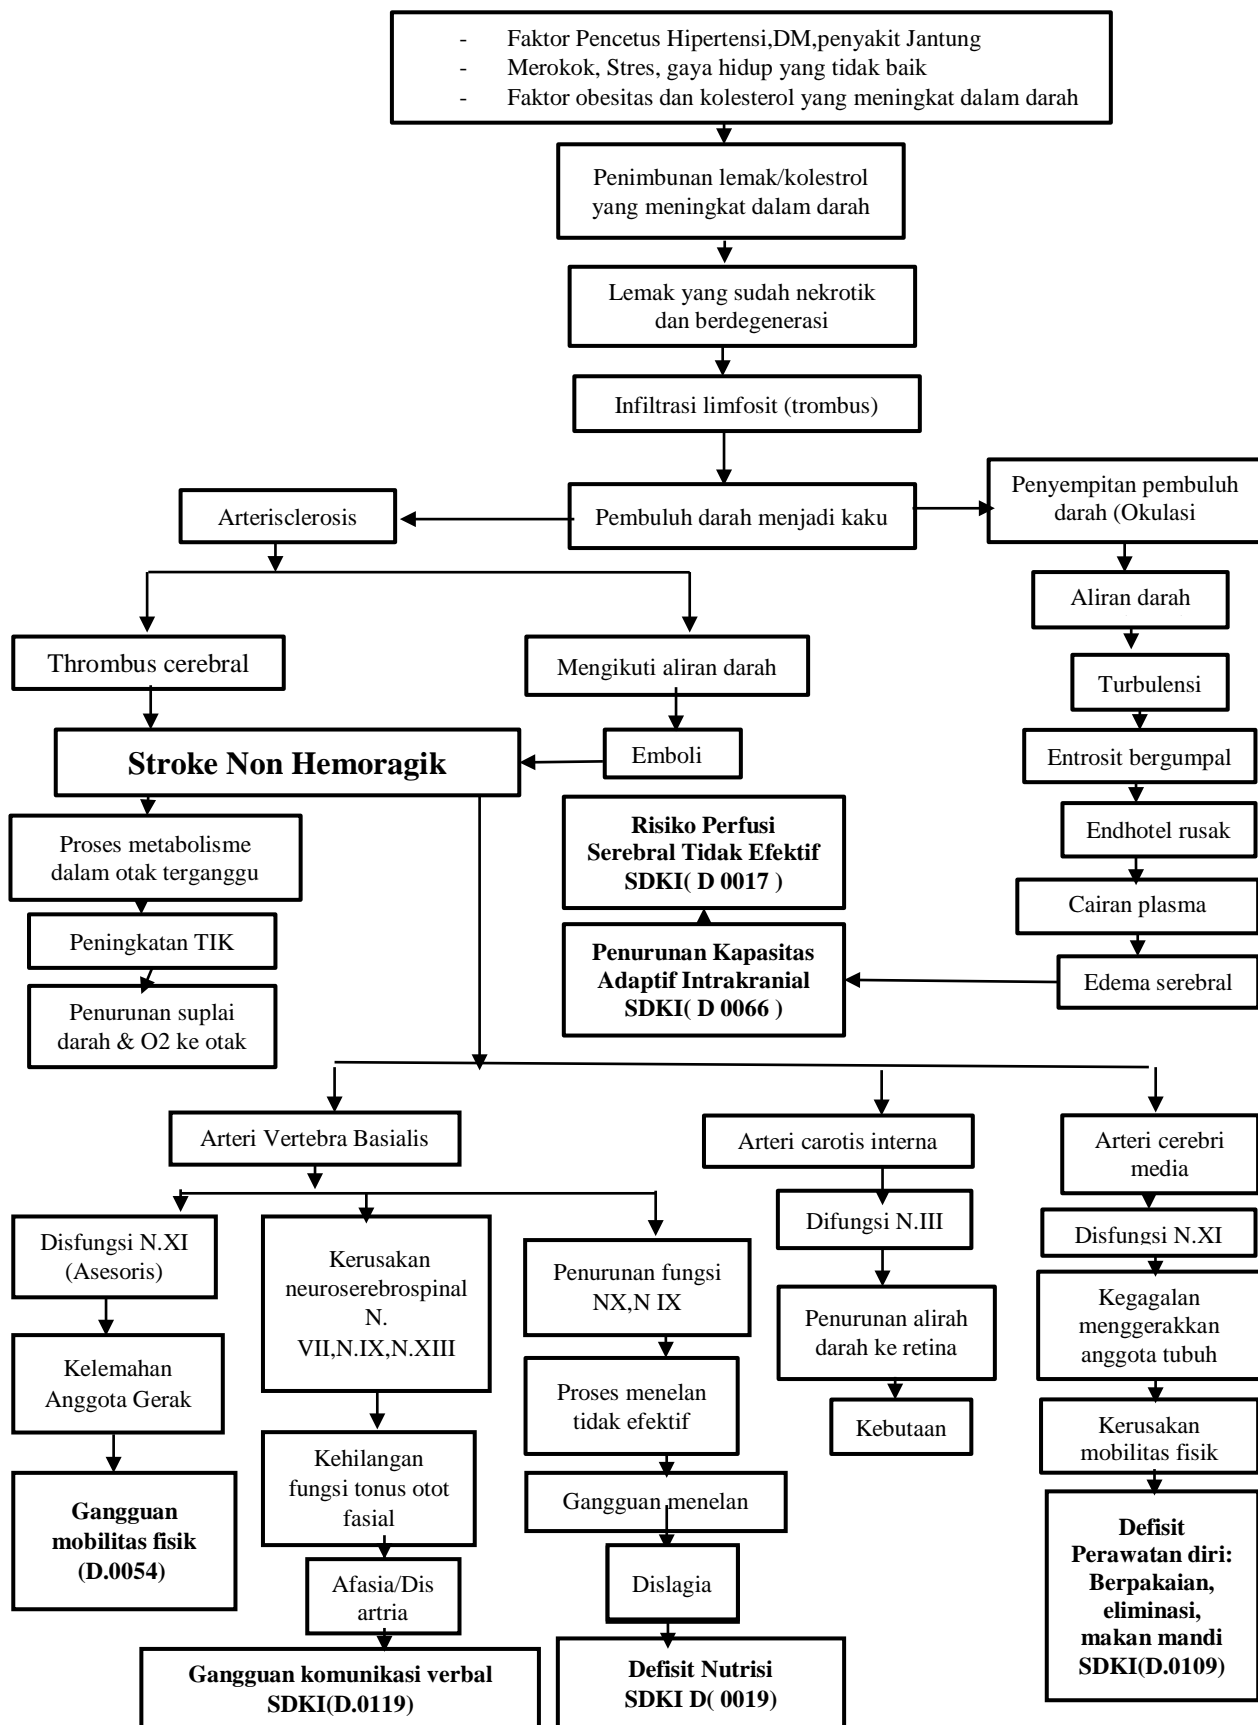 - Faktor Pencetus Hipertensi,DM,penyakit Jantung
- Merokok, Stres, gaya hidup yang tidak baik
- Faktor obesitas dan kolesterol yang meningkat dalam darah
Penimbunan lemak/kolestrol
yang meningkat dalam darah
Lemak yang sudah nekrotik
dan berdegenerasi
Infiltrasi limfosit (trombus)
Arterisclerosis
Pembuluh darah menjadi kaku
Penyempitan pembuluh
darah (Okulasi
Aliran darah
Thrombus cerebral
Mengikuti aliran darah
Turbulensi
Stroke Non Hemoragik
Emboli
Entrosit bergumpal
Proses metabolisme
dalam otak terganggu
Risiko Perfusi
Serebral Tidak Efektif
SDKI( D 0017 )
Endhotel rusak
Cairan plasma
Peningkatan TIK
Penurunan Kapasitas
Adaptif Intrakranial
SDKI( D 0066 )
Edema serebral
Penurunan suplai
darah & O2 ke otak
Arteri Vertebra Basialis
Arteri carotis interna
Arteri cerebri
media
Disfungsi N.XI
(Asesoris)
Kerusakan
neuroserebrospinal
N.
VII,N.IX,N.XIII
Penurunan fungsi
NX,N IX
Difungsi N.III
Disfungsi N.XI
Kelemahan
Anggota Gerak
Proses menelan
tidak efektif
Penurunan alirah
darah ke retina
Kegagalan
menggerakkan
anggota tubuh
Kebutaan
Kerusakan
mobilitas fisik
Gangguan
mobilitas fisik
(D.0054)
Kehilangan
fungsi tonus otot
fasial
Gangguan menelan
Afasia/Dis
artria
Dislagia
Defisit
Perawatan diri:
Berpakaian,
eliminasi,
makan mandi
SDKI(D.0109)
Gangguan komunikasi verbal
SDKI(D.0119)
Defisit Nutrisi
SDKI D( 0019)